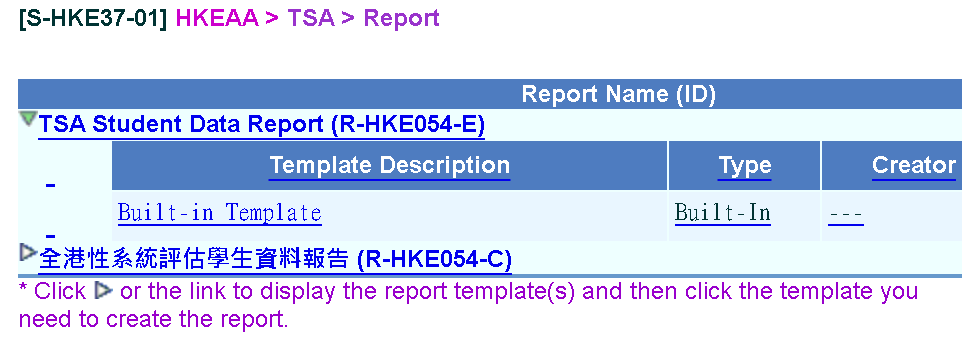 [S-HKE37-01] HKEAA > TSA > Report
Report Name (ID)
TSA Student Data Report (R-HKE054-E)
Template Description Type Creator
Built-in Template Built-In ---
全港性系統評估學生資料報告 (R-HKE054-C)
* Click or the link to display the report template(s) and then click the template you
need to create the report.